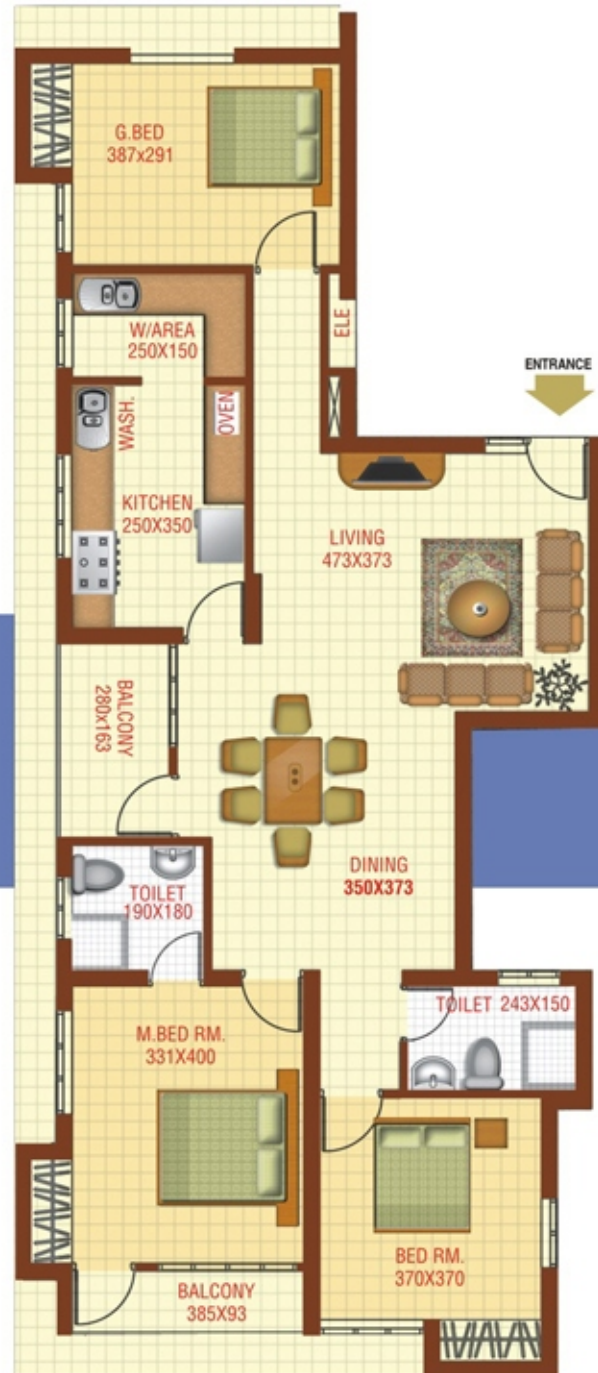 G.BED
387x291
ELE
W/AREA
250X150
ENTRANCE
WASH.
OVEN
KITCHEN
250X350
LIVING
473X373
BALCONY
280x163
DINING
350X373
TOILET
190X180
TOILET 243X150
M.BED RM.
331X400
BED RM.
370X370
BALCONY
385X93